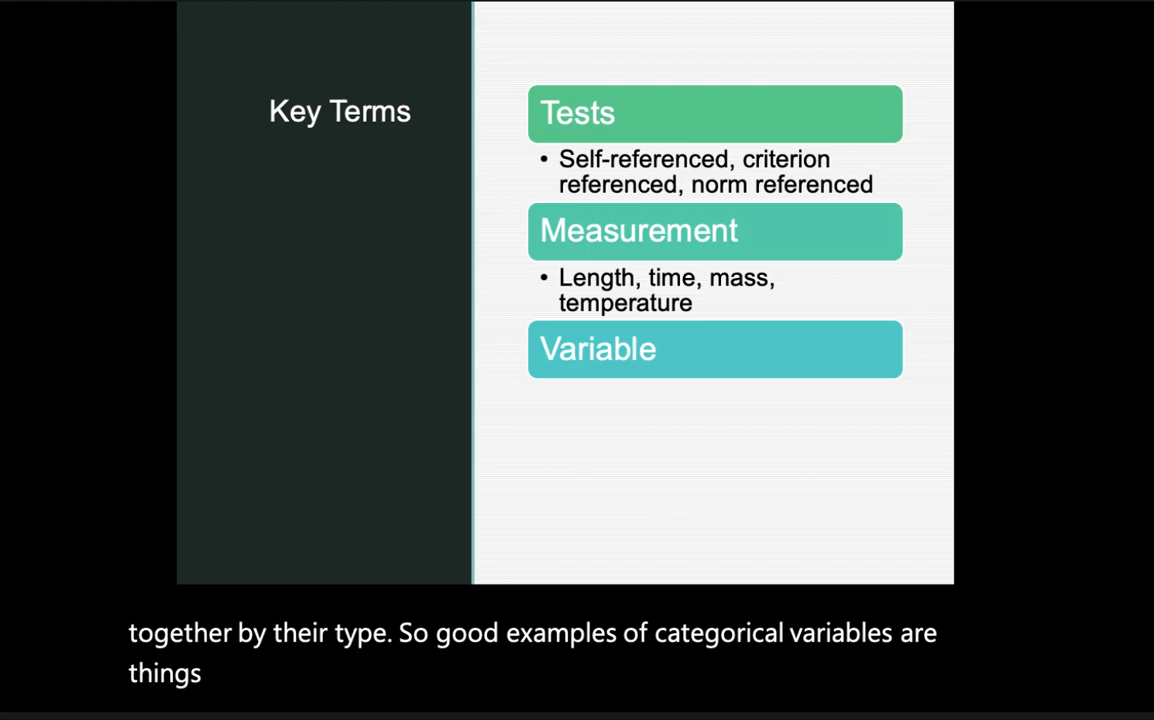 Key Terms
Tests
• Self-referenced, criterion
referenced, norm referenced
Measurement
• Length, time, mass,
temperature
Variable
together by their type. So good examples of categorical variables are
things